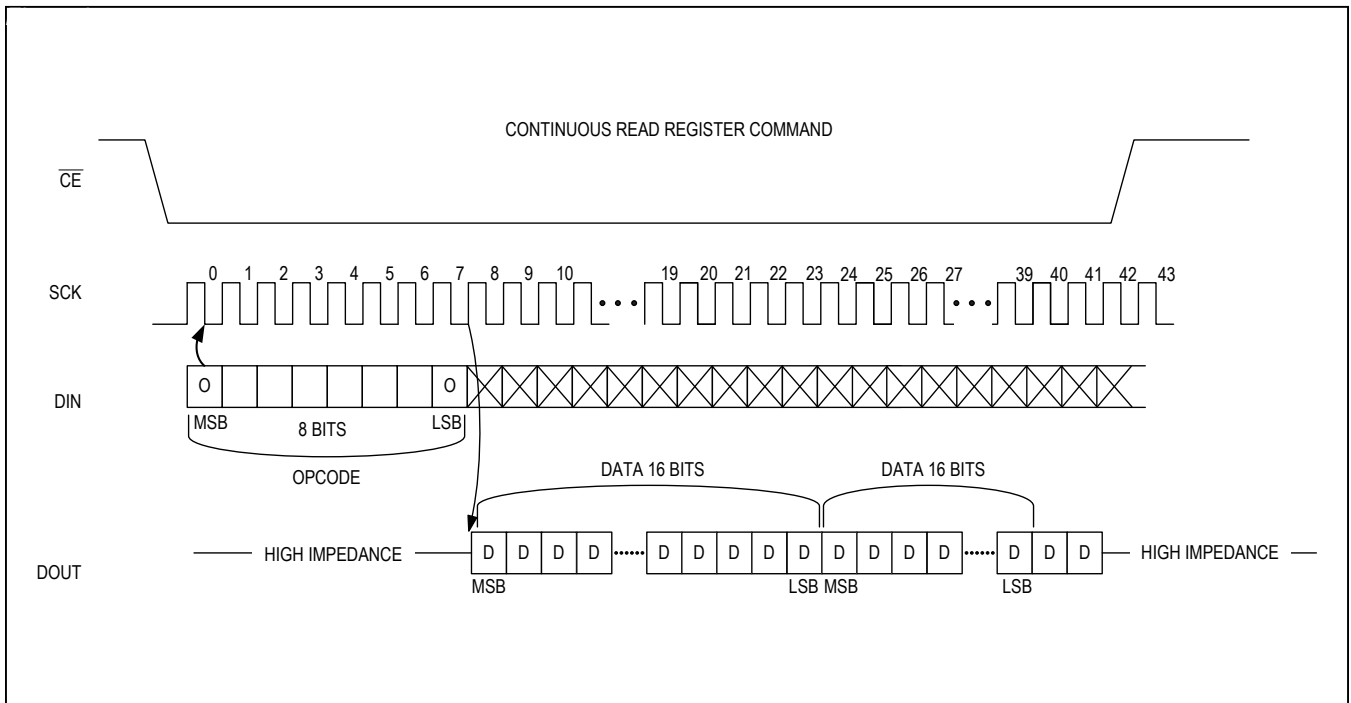 CONTINUOUS READ REGISTER COMMAND
CE
SCK
0 1 2 3 4 5 6 7 8 9 10 19 20 21 22 23 24 25 26 27 39 40 41 42 43
DIN
O O
MSB 8 BITS LSB
OPCODE
DATA 16 BITS DATA 16 BITS
DOUT
HIGH IMPEDANCE D D D D D D D D D D D D D D D D HIGH IMPEDANCE
MSB LSB MSB LSB